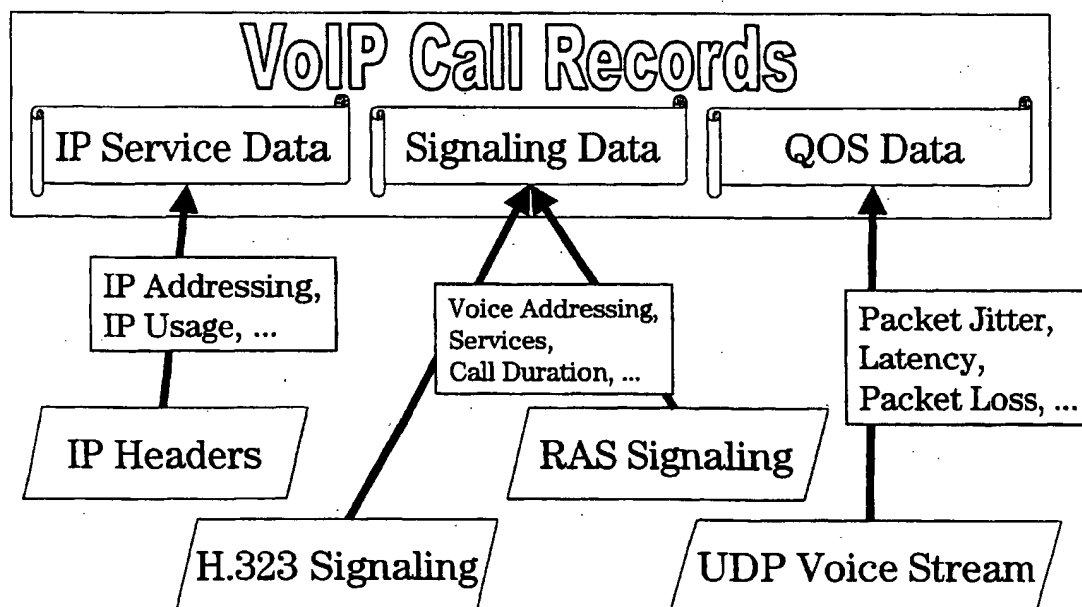 VoIP Call Records
IP Service Data
Signaling Data
QOS Data
IP Addressing,
IP Usage, ...
Voice Addressing,
Services,
Call Duration, ...
Packet Jitter,
Latency,
Packet Loss, ...
IP Headers
RAS Signaling
H.323 Signaling
UDP Voice Stream